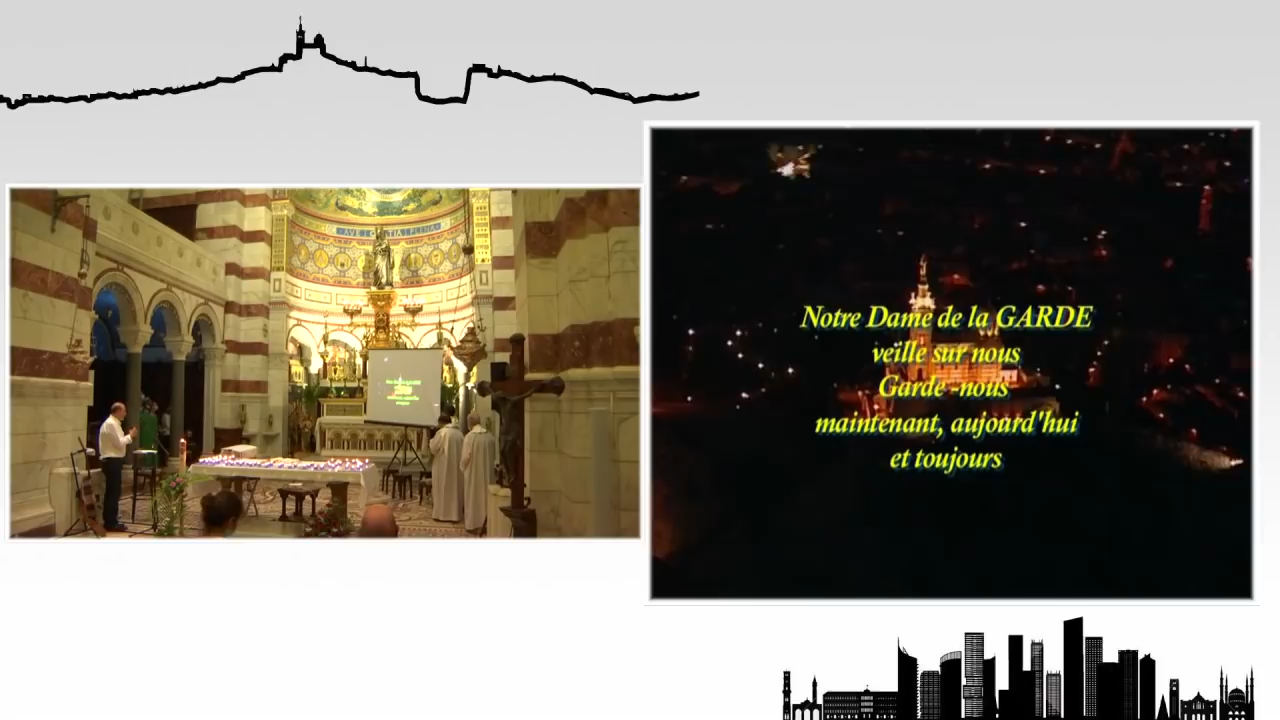 AVE GRATIA PLENA
Notre Dame de la GARDE
veille sur nous
Garde -nous
maintenant, aujourd'hui
et toujours